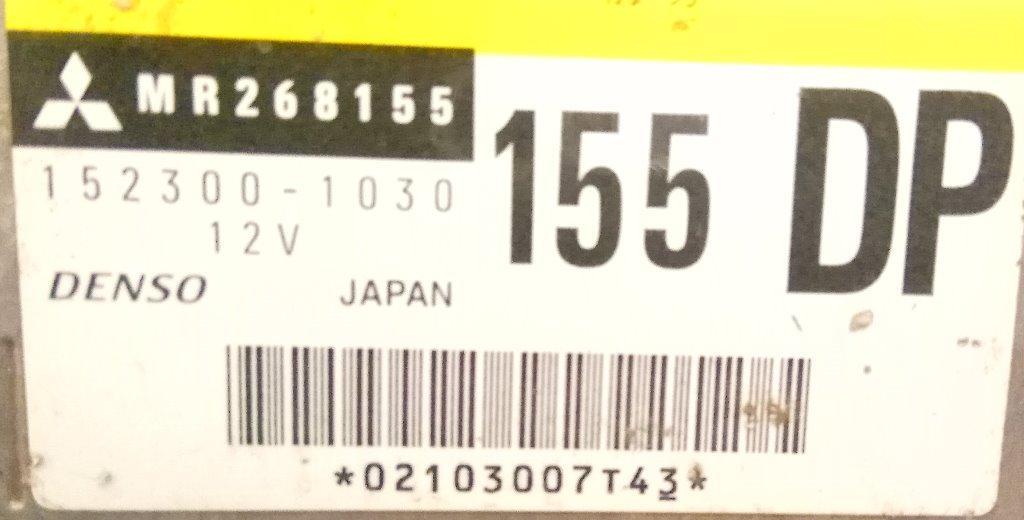 MR268155
155 DP
152300-1030
12V
DENSO JAPAN
*02103007T43*